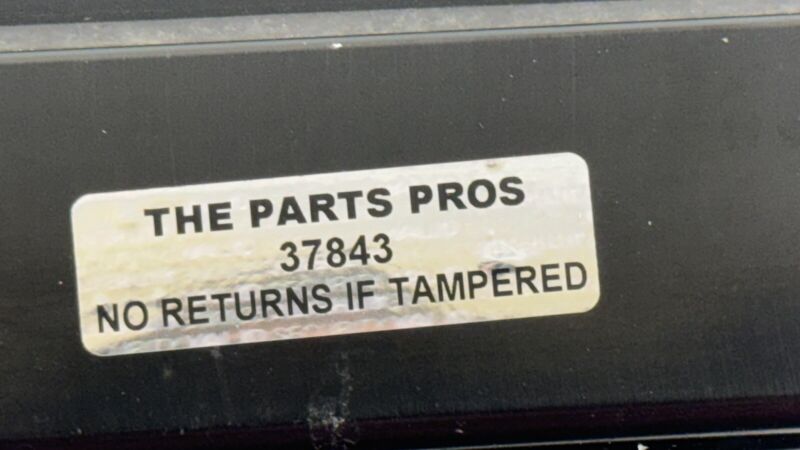 THE PARTS PROS
37843
NO RETURNS IF TAMPERED